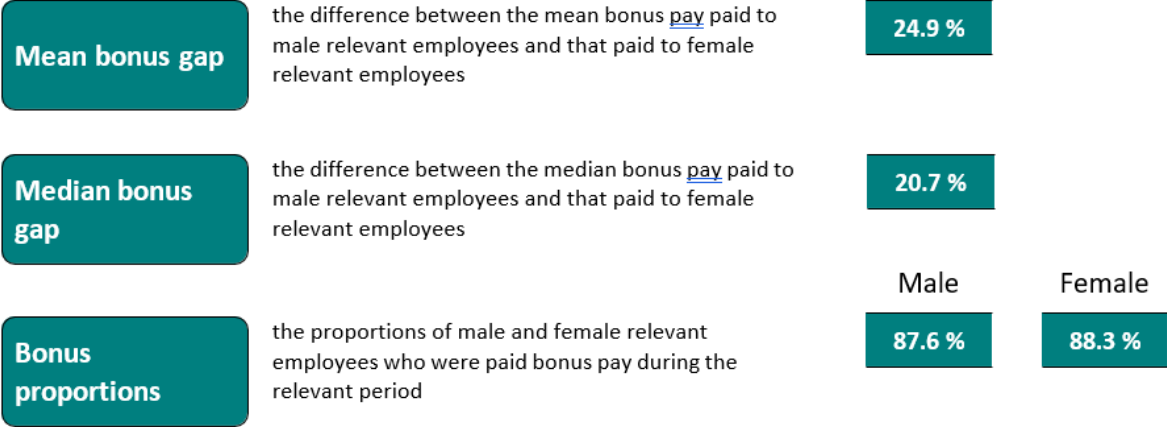 Mean bonus gap
the difference between the mean bonus pay paid to
male relevant employees and that paid to female
relevant employees
24.9 %
Median bonus
gap
the difference between the median bonus pay paid to
male relevant employees and that paid to female
relevant employees
20.7 %
Male
Female
Bonus
proportions
the proportions of male and female relevant
employees who were paid bonus pay during the
relevant period
87.6 %
88.3 %